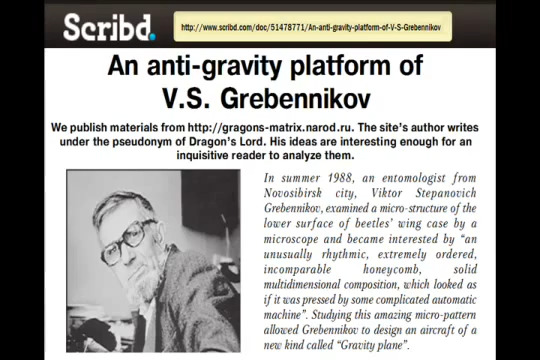 Scribd.
http://www.scribd.com/doc/51478771/An-anti-gravity-platform-of-V-S-Grebennikov
An anti-gravity platform of
V.S. Grebennikov
We publish materials from http://gragons-matrix.narod.ru. The site's author writes
under the pseudonym of Dragon's Lord. His ideas are interesting enough for an
inquisitive reader to analyze them.
In summer 1988, an entomologist from
Novosibirsk city, Viktor Stepanovich
Grebennikov, examined a micro-structure of the
lower surface of beetles' wing case by a
microscope and became interested by "an
unusually rhythmic, extremely ordered,
incomparable honeycomb, solid
multidimensional composition, which looked as
if it was pressed by some complicated automatic
machine". Studying this amazing micro-pattern
allowed Grebennikov to design an aircraft of a
new kind called "Gravity plane".